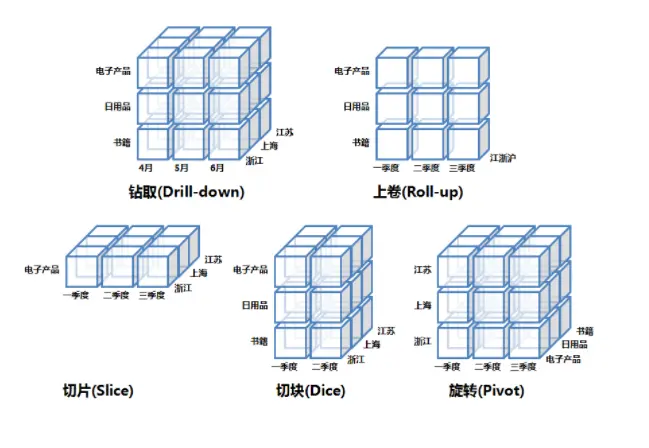 电子产品
日用品
书籍
4月 5月 6月
浙江
上海
江苏
钻取(Drill-down)
电子产品
日用品
书籍
一季度 二季度 三季度
江浙沪
上卷(Roll-up)
电子产品
一季度 二季度 三季度
浙江
上海
江苏
切片(Slice)
电子产品
日用品
书籍
一季度 二季度
浙江
上海
江苏
切块(Dice)
江苏
上海
浙江
一季度 二季度 三季度
电子产品
日用品
书籍
旋转(Pivot)